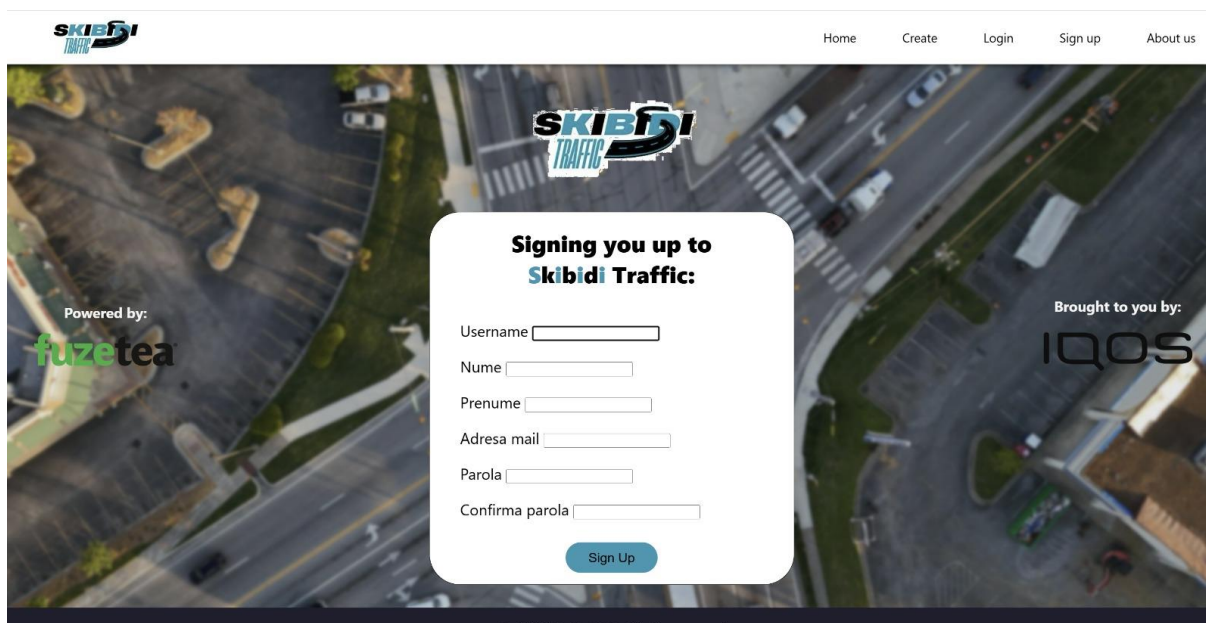 SKIBIDI
TRAFFIC
Home Create Login Sign up About us
SKIBIDI
TRAFFIC
Signing you up to
Skibidi Traffic:
Powered by:
fuzetea
Brought to you by:
IQOS
Username
Nume
Prenume
Adresa mail
Parola
Confirma parola
Sign Up